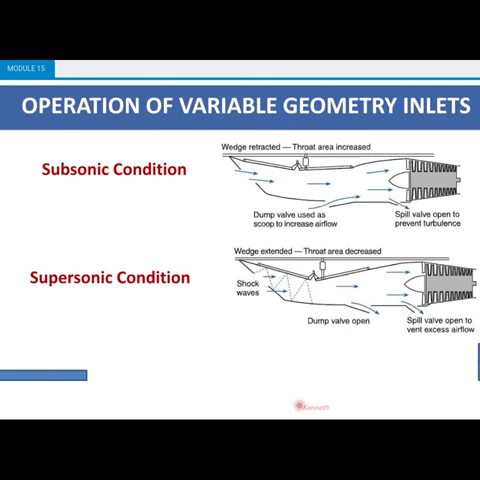 MODULE 15
OPERATION OF VARIABLE GEOMETRY INLETS
Wedge retracted — Throat area increased
Subsonic Condition
Dump valve used as
scoop to increase airflow
Spill valve open to
prevent turbulence
Wedge extended — Throat area decreased
Supersonic Condition
Shock
waves
Dump valve open
Spill valve open to
vent excess airflow
Kenneth